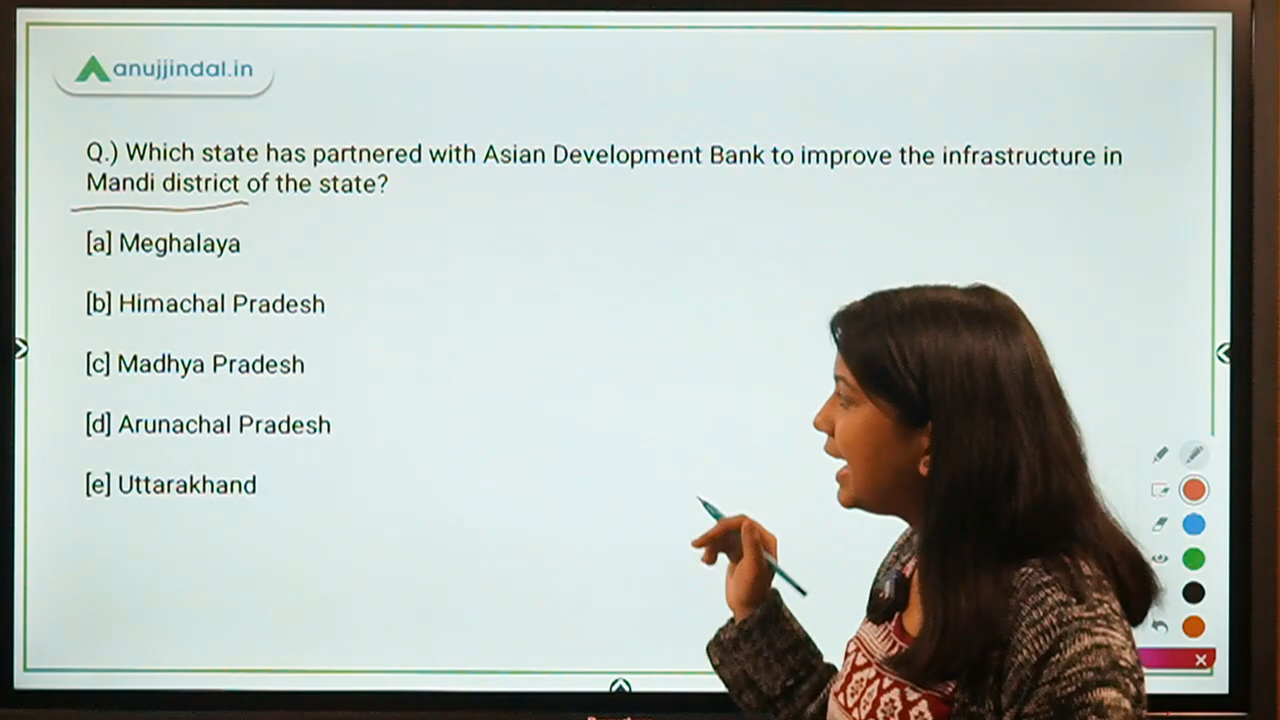 anujjindal.in
Q.) Which state has partnered with Asian Development Bank to improve the infrastructure in
Mandi district of the state?
[a] Meghalaya
[b] Himachal Pradesh
[c] Madhya Pradesh
[d] Arunachal Pradesh
[e] Uttarakhand